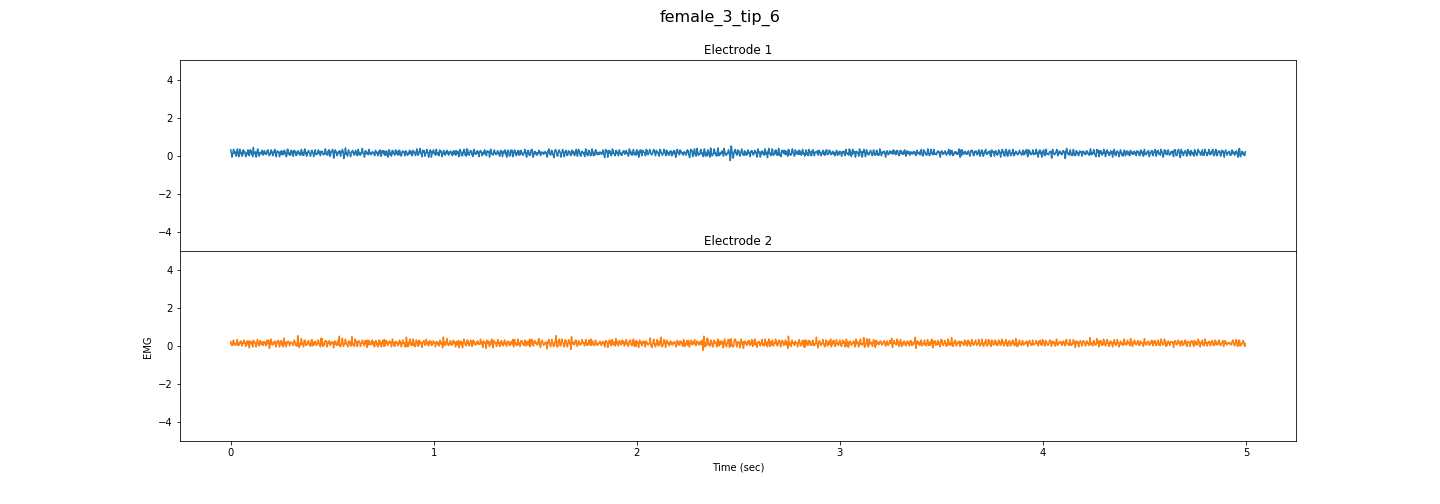 female_3_tip_6
Electrode 1
4
2
0
−2
−4
Electrode 2
4
2
0
−2
−4
EMG
0 1 2 3 4 5
Time (sec)